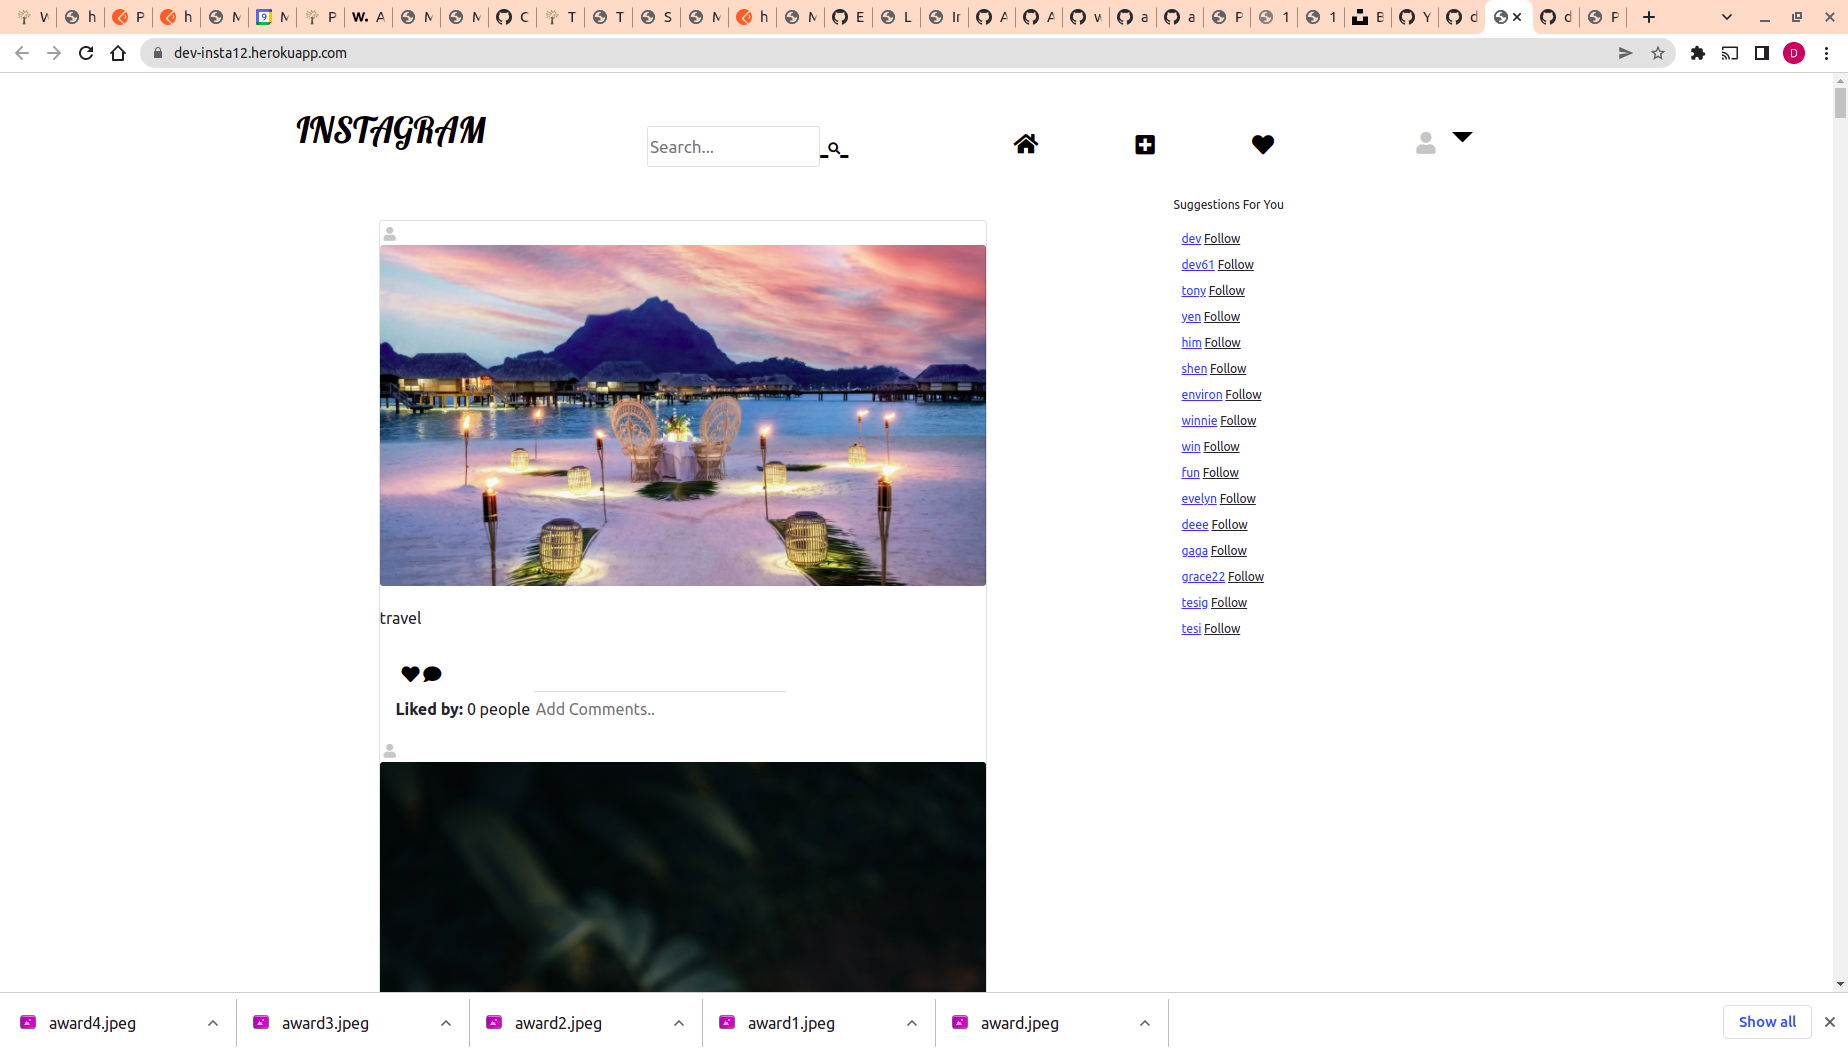 W h P h M 9 M P W. A M M C T T S M h M E L I A A w a a P 1 1 B Y d d P
dev-insta12.herokuapp.com
D
INSTAGRAM
Search...
Suggestions For You
dev Follow
dev61 Follow
tony Follow
yen Follow
him Follow
shen Follow
environ Follow
winnie Follow
win Follow
fun Follow
evelyn Follow
deee Follow
gaga Follow
grace22 Follow
tesig Follow
tesi Follow
travel
Liked by: 0 people Add Comments..
award4.jpeg award3.jpeg award2.jpeg award1.jpeg award.jpeg Show all